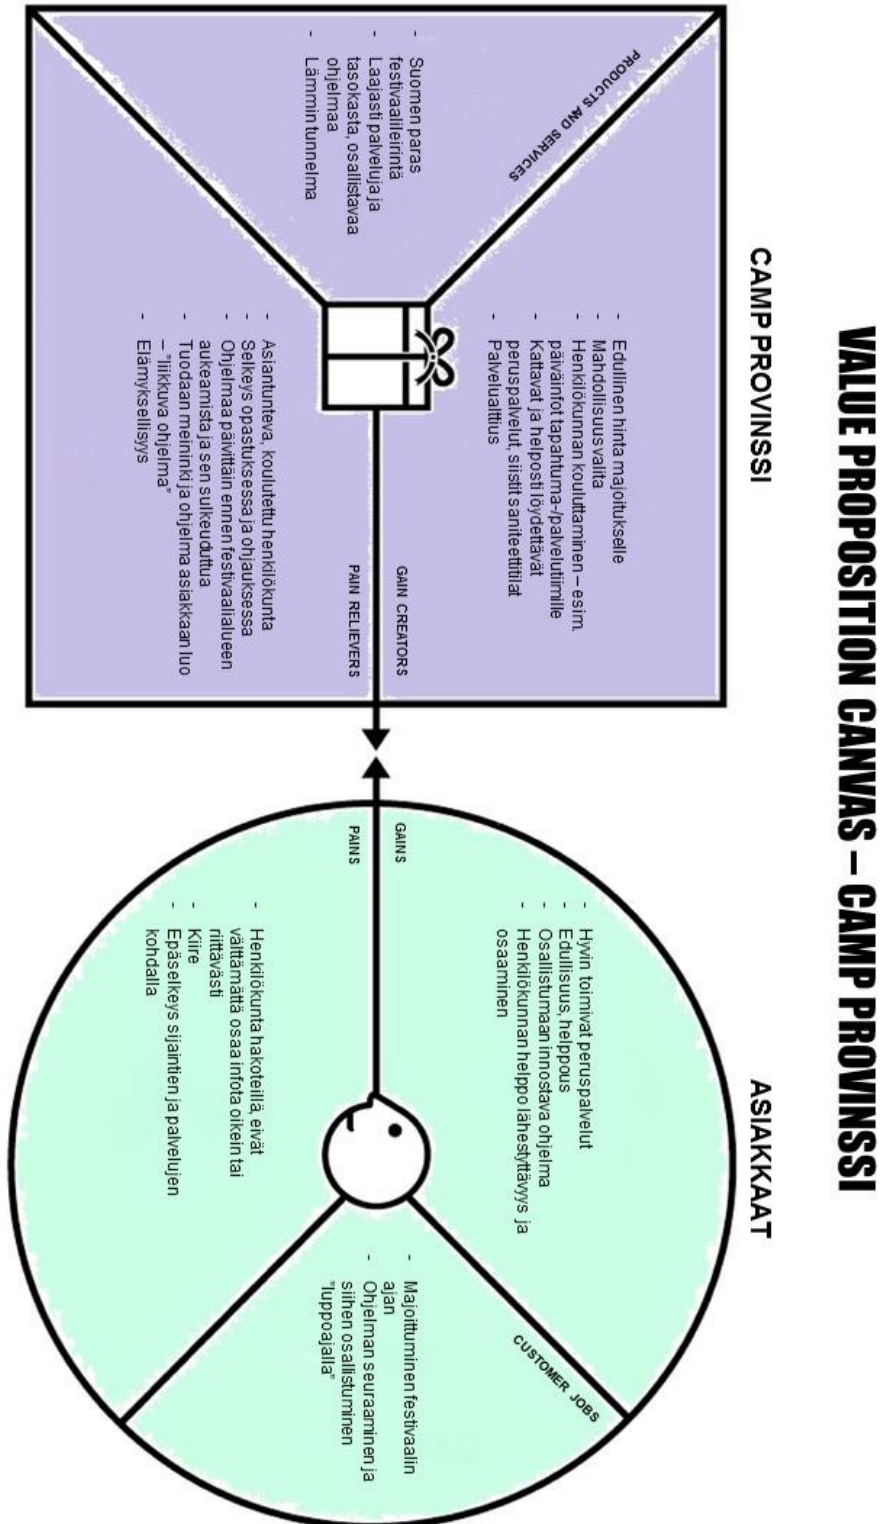 VALUE PROPOSITION CANVAS – CAMP PROVINSSI
CAMP PROVINSSI
PRODUCTS AND SERVICES
- Suomen paras
festivaalileirintä
- Laajasti palveluja ja
tasokasta, osallistavaa
ohjelmaa
- Lämmin tunnelma
- Edullinen hinta majoitukselle
- Mahdollisuus valita
- Henkilökunnan kouluttaminen – esim.
päiväinfot tapahtuma-/palvelutiimille
- Kattavat ja helposti löydettävät
peruspalvelut, siistit saniteettitilat
- Palvelualttius
GAIN CREATORS
PAIN RELIEVERS
- Asiantunteva, koulutettu henkilökunta
- Selkeys opastuksessa ja ohjauksessa
- Ohjelmaa päivittäin ennen festivaalialueen
aukeamista ja sen sulkeuduttua
- Tuodaan meininki ja ohjelma asiakkaan luo
– "liikkuva ohjelma"
- Elämyksellisyys
ASIAKKAAT
GAINS
- Hyvin toimivat peruspalvelut
- Edullisuus, helppous
- Osallistumaan innostava ohjelma
- Henkilökunnan helppo lähestyttävyys ja
osaaminen
PAINS
- Henkilökunta hakoteillä, eivät
välttämättä osaa infota oikein tai
riittävästi
- Kiire
- Epäselkeys sijaintien ja palvelujen
kohdalla
CUSTOMER JOBS
- Majoittuminen festivaalin
ajan
- Ohjelman seuraaminen ja
siihen osallistuminen
"luppoajalla"